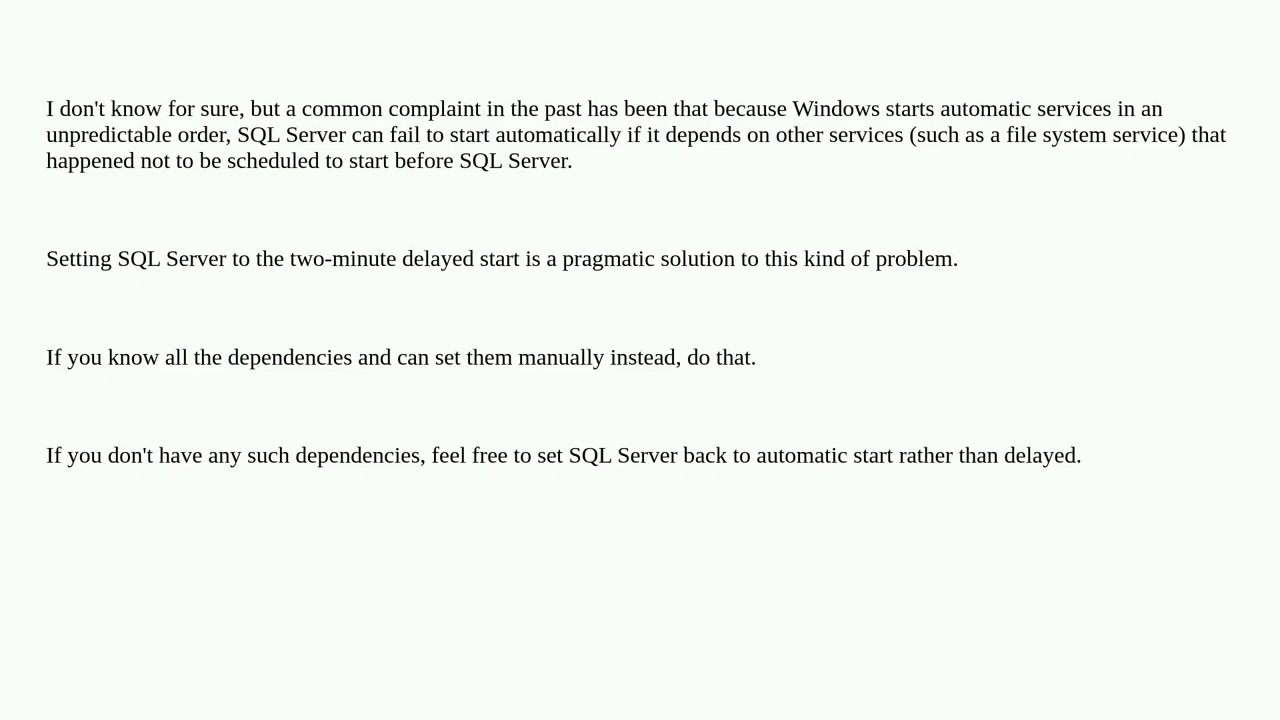 I don't know for sure, but a common complaint in the past has been that because Windows starts automatic services in an
unpredictable order, SQL Server can fail to start automatically if it depends on other services (such as a file system service) that
happened not to be scheduled to start before SQL Server.
Setting SQL Server to the two-minute delayed start is a pragmatic solution to this kind of problem.
If you know all the dependencies and can set them manually instead, do that.
If you don't have any such dependencies, feel free to set SQL Server back to automatic start rather than delayed.